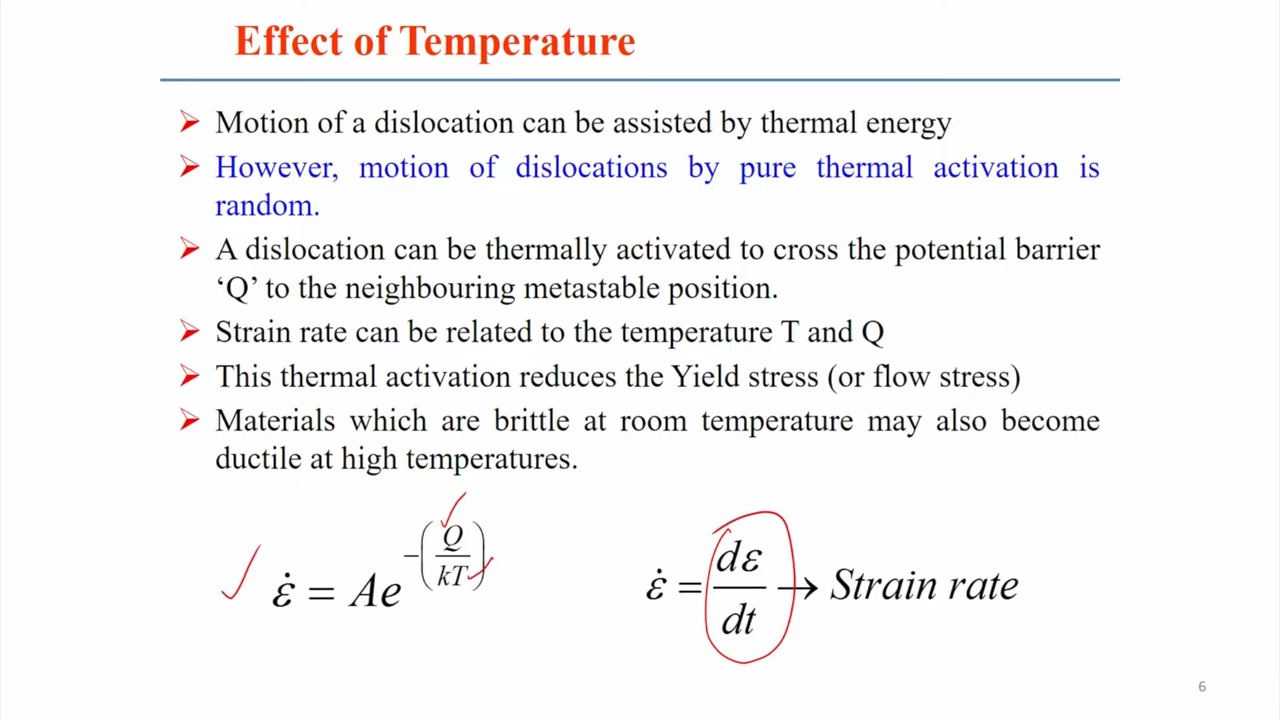 Effect of Temperature
➢ Motion of a dislocation can be assisted by thermal energy
➢ However, motion of dislocations by pure thermal activation is
random.
➢ A dislocation can be thermally activated to cross the potential barrier
‘Q’ to the neighbouring metastable position.
➢ Strain rate can be related to the temperature T and Q
➢ This thermal activation reduces the Yield stress (or flow stress)
➢ Materials which are brittle at room temperature may also become
ductile at high temperatures.
ε̇ = Ae^{-(Q/kT)}
ε̇ = dε/dt → Strain rate
6